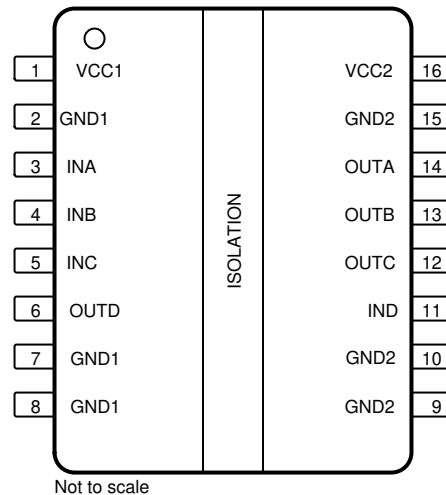 1 VCC1 VCC2 16
2 GND1 GND2 15
3 INA OUTA 14
4 INB OUTB 13
ISOLATION
5 INC OUTC 12
6 OUTD IND 11
7 GND1 GND2 10
8 GND1 GND2 9
Not to scale